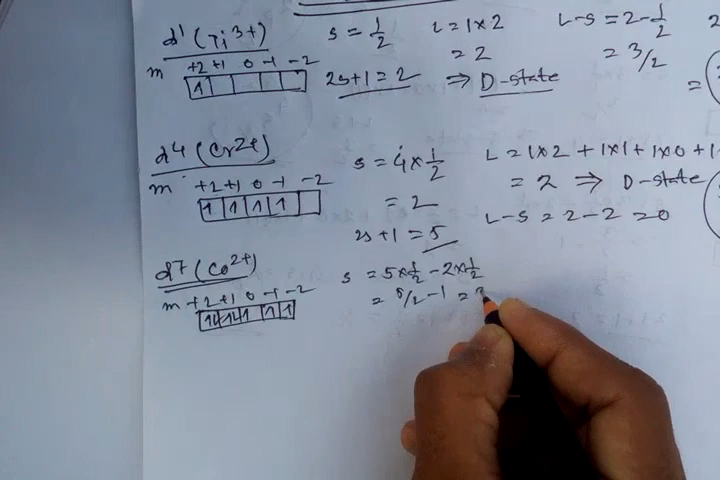 d¹ (Ti³⁺) s = 1/2 L = 1×2 L-s = 2 - 1/2 2
m +2 +1 0 -1 -2 = 2 = 3/2
1 2s+1 = 2 ⇒ D-state = (
d⁴ (Cr²⁺) s = 4×1/2 L = 1×2 + 1×1 + 1×0 + 1
m +2 +1 0 -1 -2 = 2 = 2 ⇒ D-state
1 1 1 1 2s+1 = 5 L-s = 2-2 = 0
d⁷ (Co²⁺) s = 5×1/2 - 2×1/2
m +2 +1 0 -1 -2 = 5/2 - 1 =
1 1 1 1 1